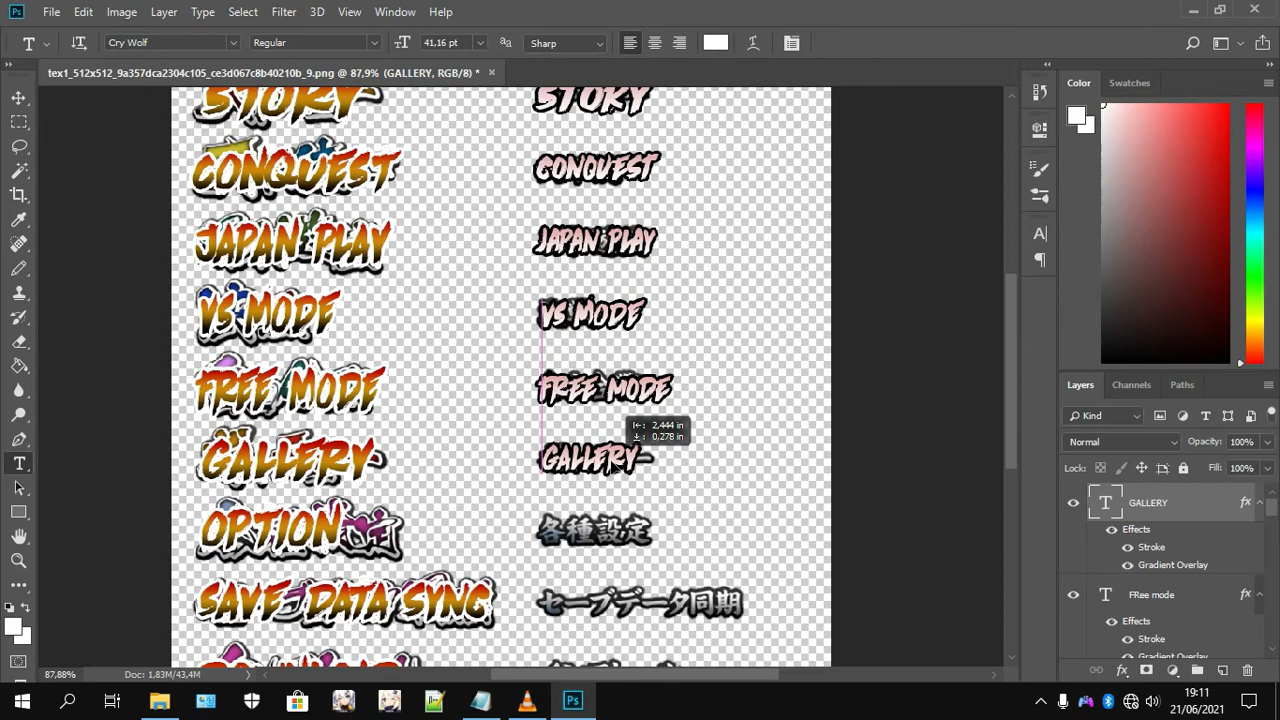 File Edit Image Layer Type Select Filter 3D View Window Help
Cry Wolf Regular 41,16 pt Sharp
tex1_512x512_9a357dca2304c105_ce3d067c8b40210b_9.png @ 87,9% (GALLERY, RGB/8) *
STORY STORY
CONQUEST CONQUEST
JAPAN PLAY JAPAN PLAY
VS MODE VS MODE
FREE MODE FREE MODE
2,444 in
0,278 in
GALLERY GALLERY
OPTION 各種設定
SAVE DATA SYNC セーブデータ同期
Color Swatches
Layers Channels Paths
Kind
Normal Opacity: 100%
Lock: Fill: 100%
GALLERY fx
Effects
Stroke
Gradient Overlay
FRee mode fx
Effects
Stroke
Gradient Overlay
87,88% Doc: 1,83M/43,4M
19:11
21/06/2021